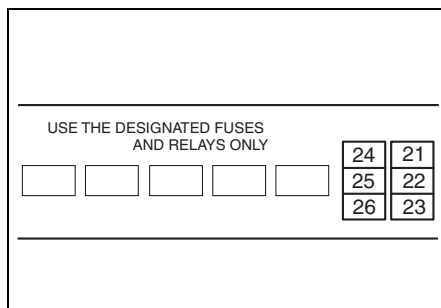 USE THE DESIGNATED FUSES
AND RELAYS ONLY
24 21
25 22
26 23